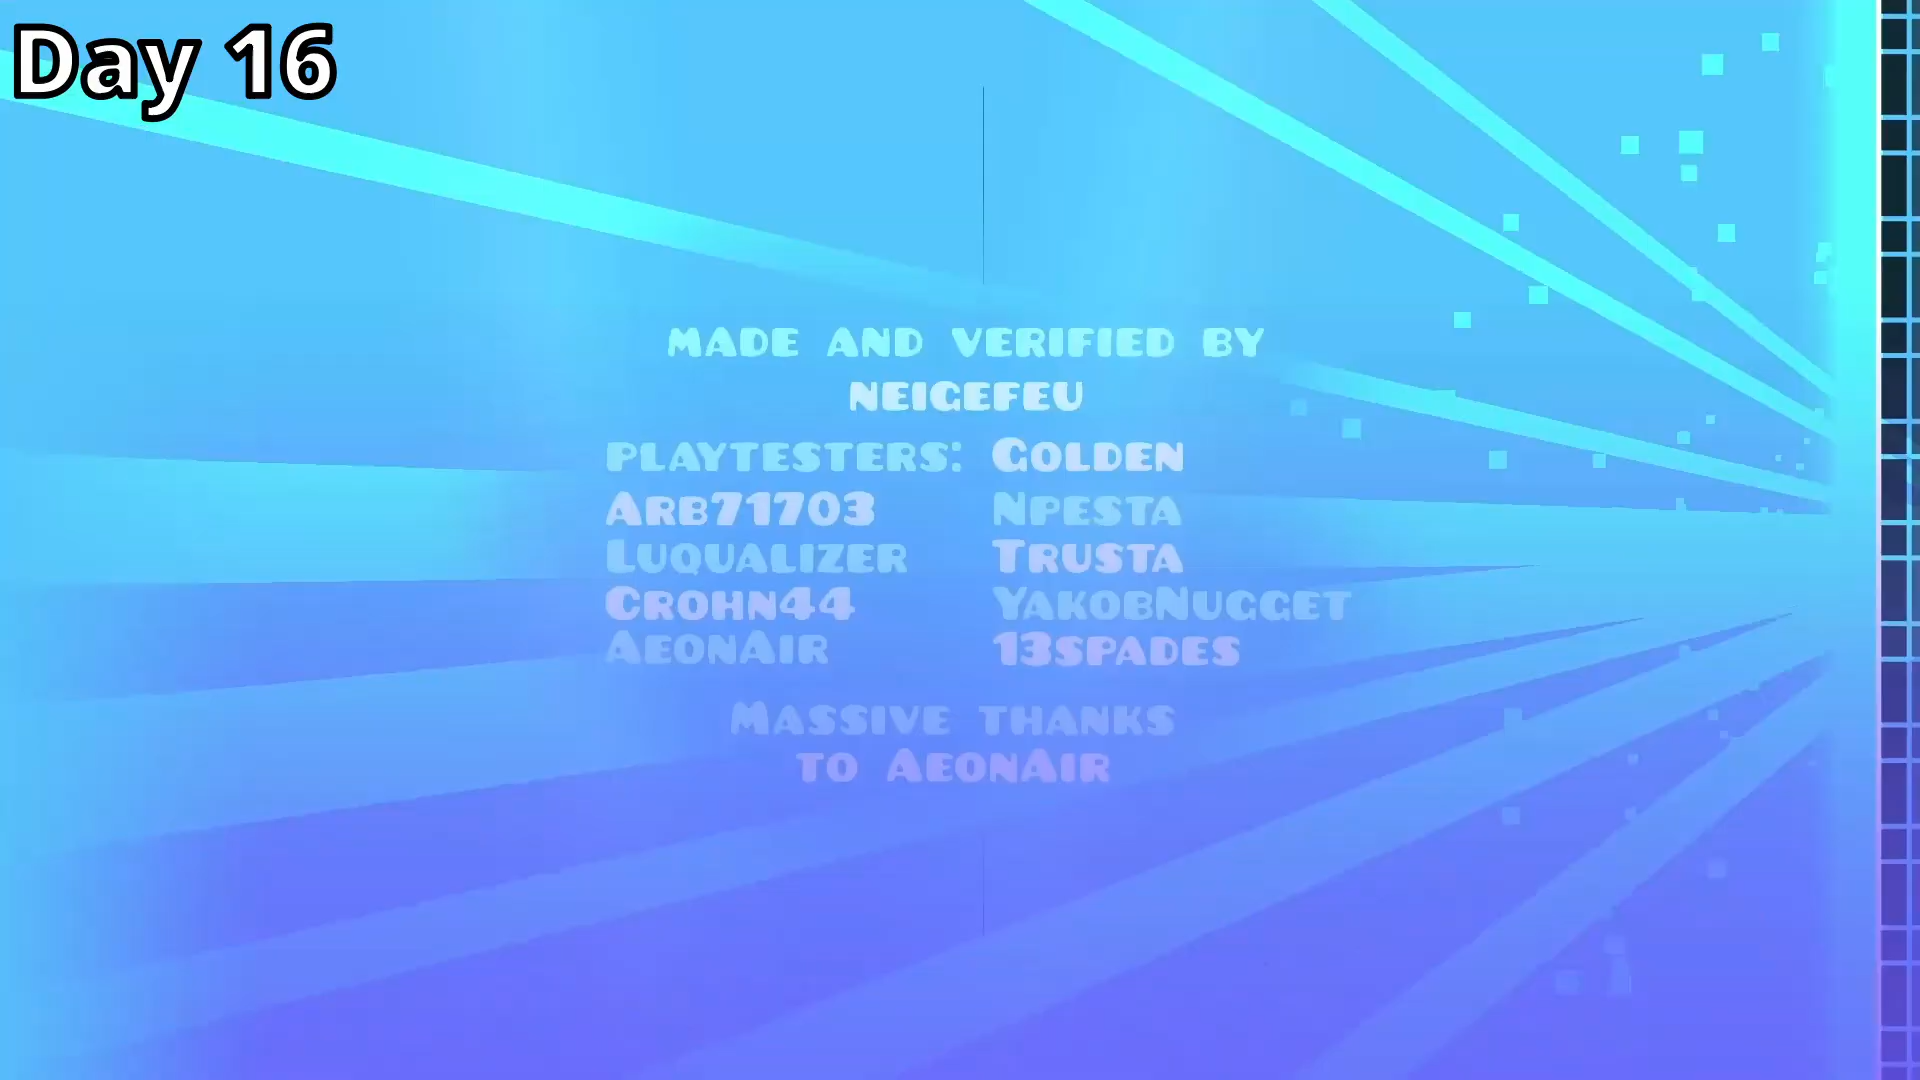 Day 16
MADE AND VERIFIED BY
NEIGEFEU
PLAYTESTERS: GOLDEN
ARB71703 NPESTA
LUQUALIZER TRUSTA
CROHN44 YAKOBNUGGET
AEONAIR 13SPADES
MASSIVE THANKS
TO AEONAIR